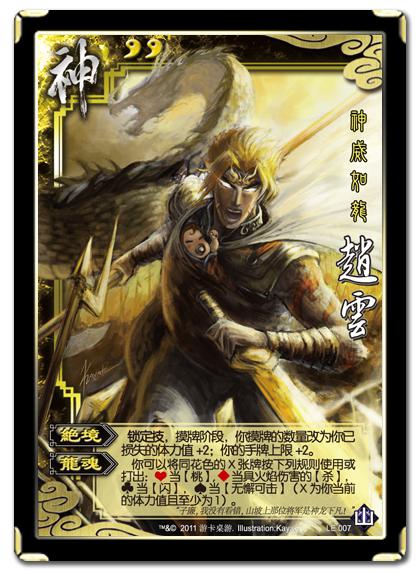 神
神威如龍
趙雲
絕境
锁定技，摸牌阶段，你摸牌的数量改为你已
损失的体力值 +2；你的手牌上限 +2。
龍魂
你可以将同花色的X张牌按下列规则使用或
打出：♥当【桃】，♦当具火焰伤害的【杀】，
♣当【闪】，♠当【无懈可击】（X为你当前
的体力值且至少为1）。
"子廉，我没有看错，山坡上那位将军是神龙下凡！"
™&© 2011 游卡桌游. Illustration:Kayak
LE 007